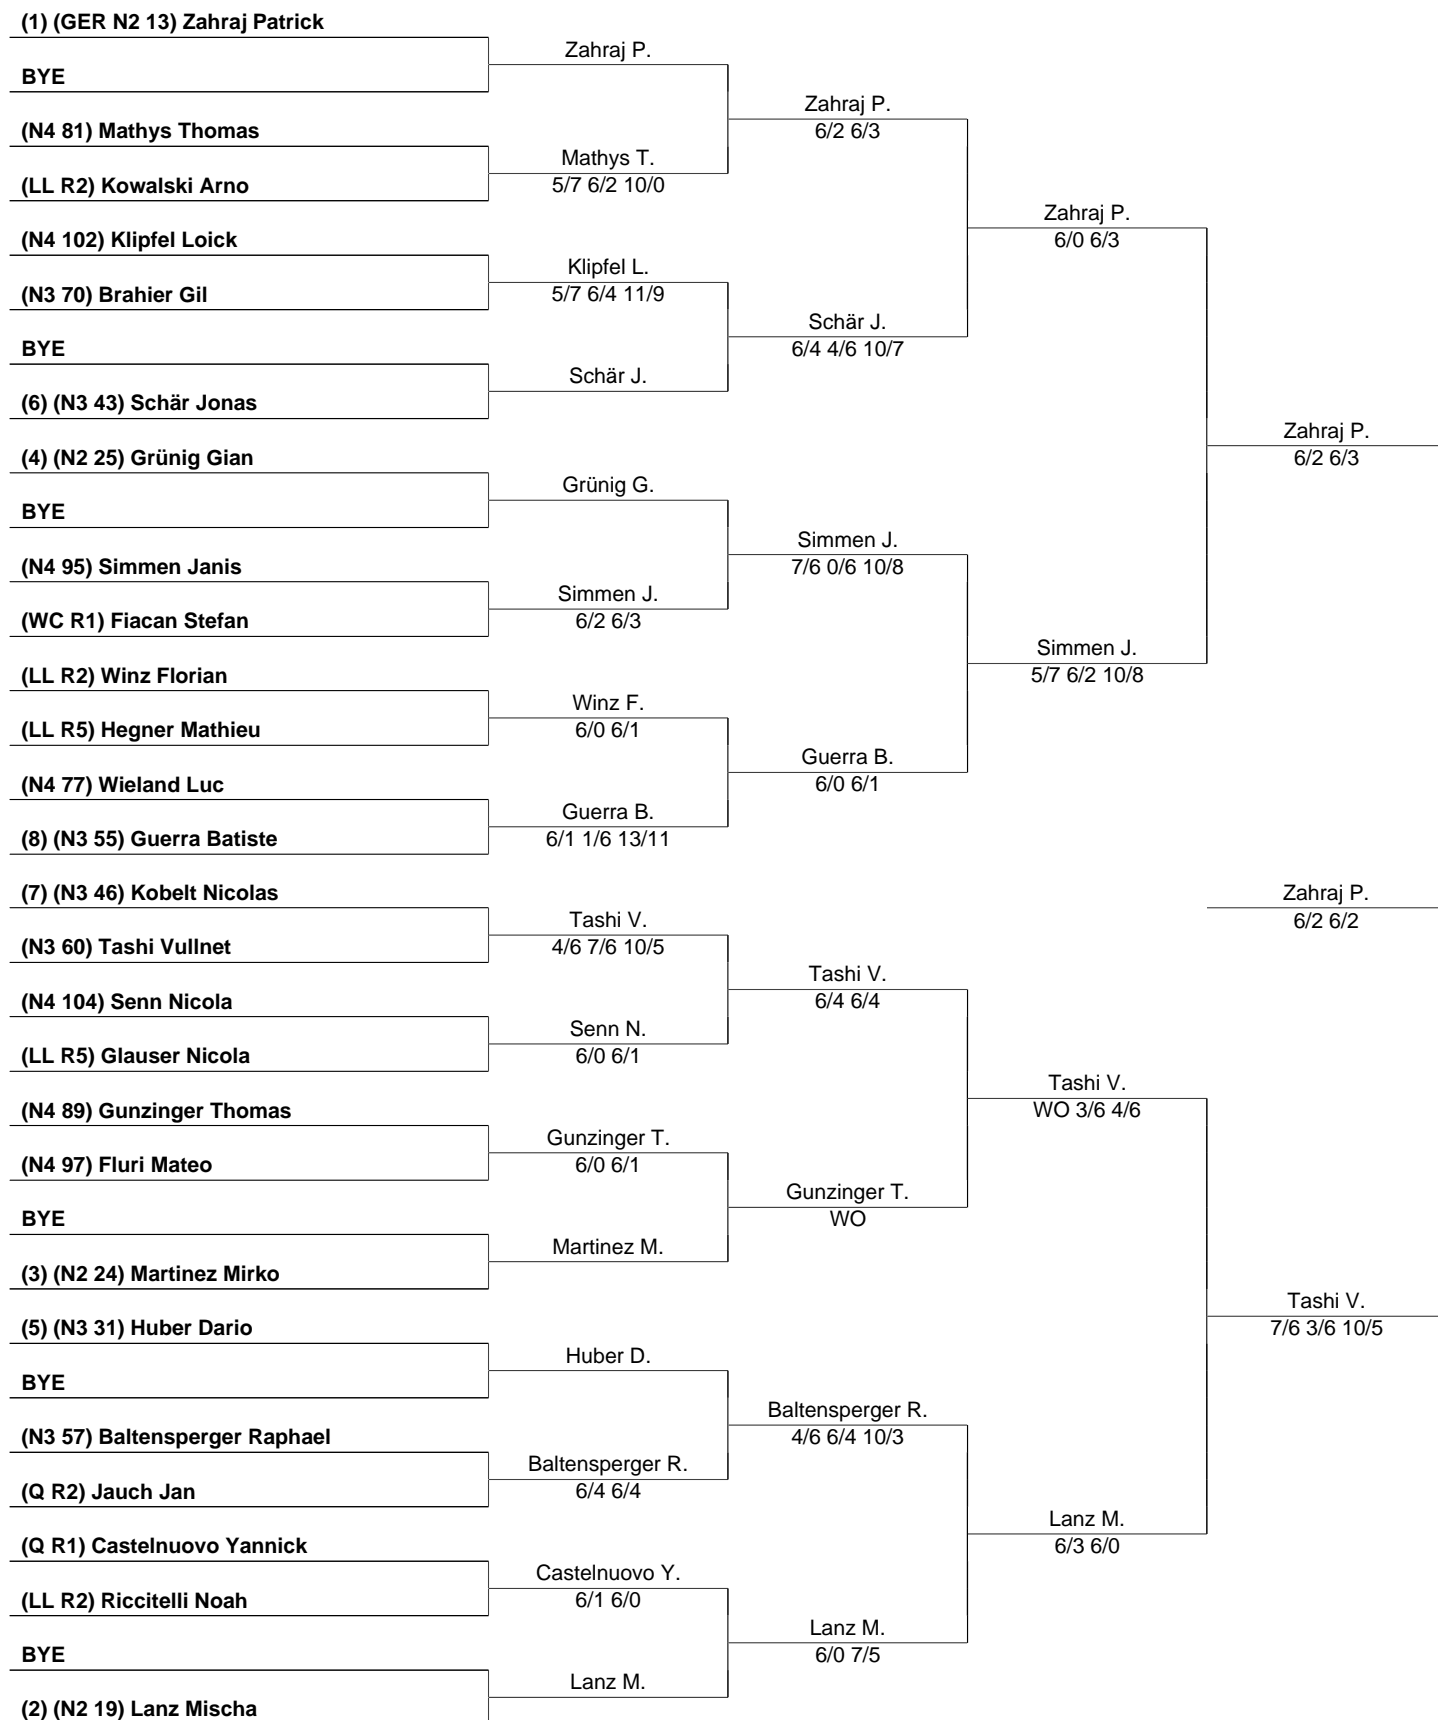 (1) (GER N2 13) Zahraj Patrick
BYE
(N4 81) Mathys Thomas
(LL R2) Kowalski Arno
(N4 102) Klipfel Loick
(N3 70) Brahier Gil
BYE
(6) (N3 43) Schär Jonas
(4) (N2 25) Grünig Gian
BYE
(N4 95) Simmen Janis
(WC R1) Fiacan Stefan
(LL R2) Winz Florian
(LL R5) Hegner Mathieu
(N4 77) Wieland Luc
(8) (N3 55) Guerra Batiste
(7) (N3 46) Kobelt Nicolas
(N3 60) Tashi Vullnet
(N4 104) Senn Nicola
(LL R5) Glauser Nicola
(N4 89) Gunzinger Thomas
(N4 97) Fluri Mateo
BYE
(3) (N2 24) Martinez Mirko
(5) (N3 31) Huber Dario
BYE
(N3 57) Baltensperger Raphael
(Q R2) Jauch Jan
(Q R1) Castelnuovo Yannick
(LL R2) Riccitelli Noah
BYE
(2) (N2 19) Lanz Mischa
Zahraj P.
Mathys T.
5/7 6/2 10/0
Klipfel L.
5/7 6/4 11/9
Schär J.
Grünig G.
Simmen J.
6/2 6/3
Winz F.
6/0 6/1
Guerra B.
6/1 1/6 13/11
Tashi V.
4/6 7/6 10/5
Senn N.
6/0 6/1
Gunzinger T.
6/0 6/1
Martinez M.
Huber D.
Baltensperger R.
6/4 6/4
Castelnuovo Y.
6/1 6/0
Lanz M.
Zahraj P.
6/2 6/3
Schär J.
6/4 4/6 10/7
Simmen J.
7/6 0/6 10/8
Guerra B.
6/0 6/1
Tashi V.
6/4 6/4
Gunzinger T.
WO
Baltensperger R.
4/6 6/4 10/3
Lanz M.
6/0 7/5
Zahraj P.
6/0 6/3
Simmen J.
5/7 6/2 10/8
Tashi V.
WO 3/6 4/6
Lanz M.
6/3 6/0
Zahraj P.
6/2 6/3
Zahraj P.
6/2 6/2
Tashi V.
7/6 3/6 10/5